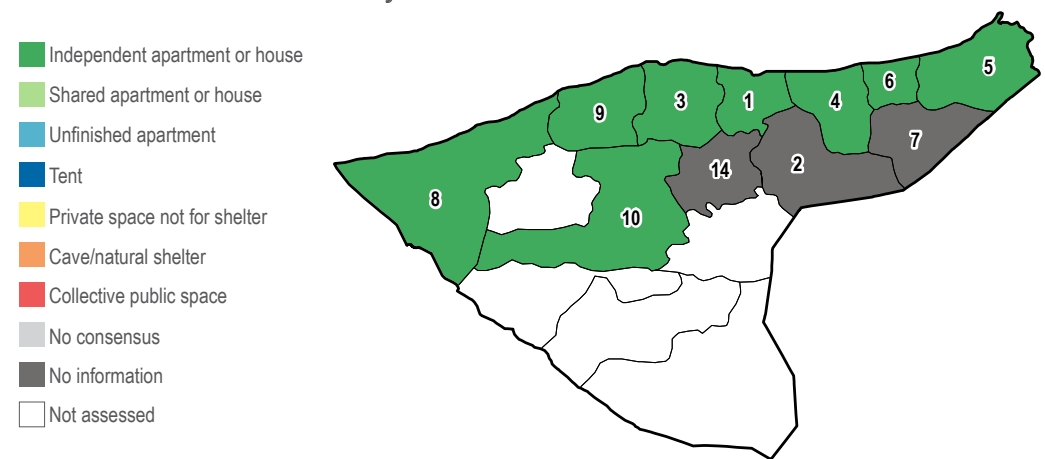 Independent apartment or house
Shared apartment or house
Unfinished apartment
Tent
Private space not for shelter
Cave/natural shelter
Collective public space
No consensus
No information
Not assessed
5
6
1
3
4
9
7
2
14
8
10